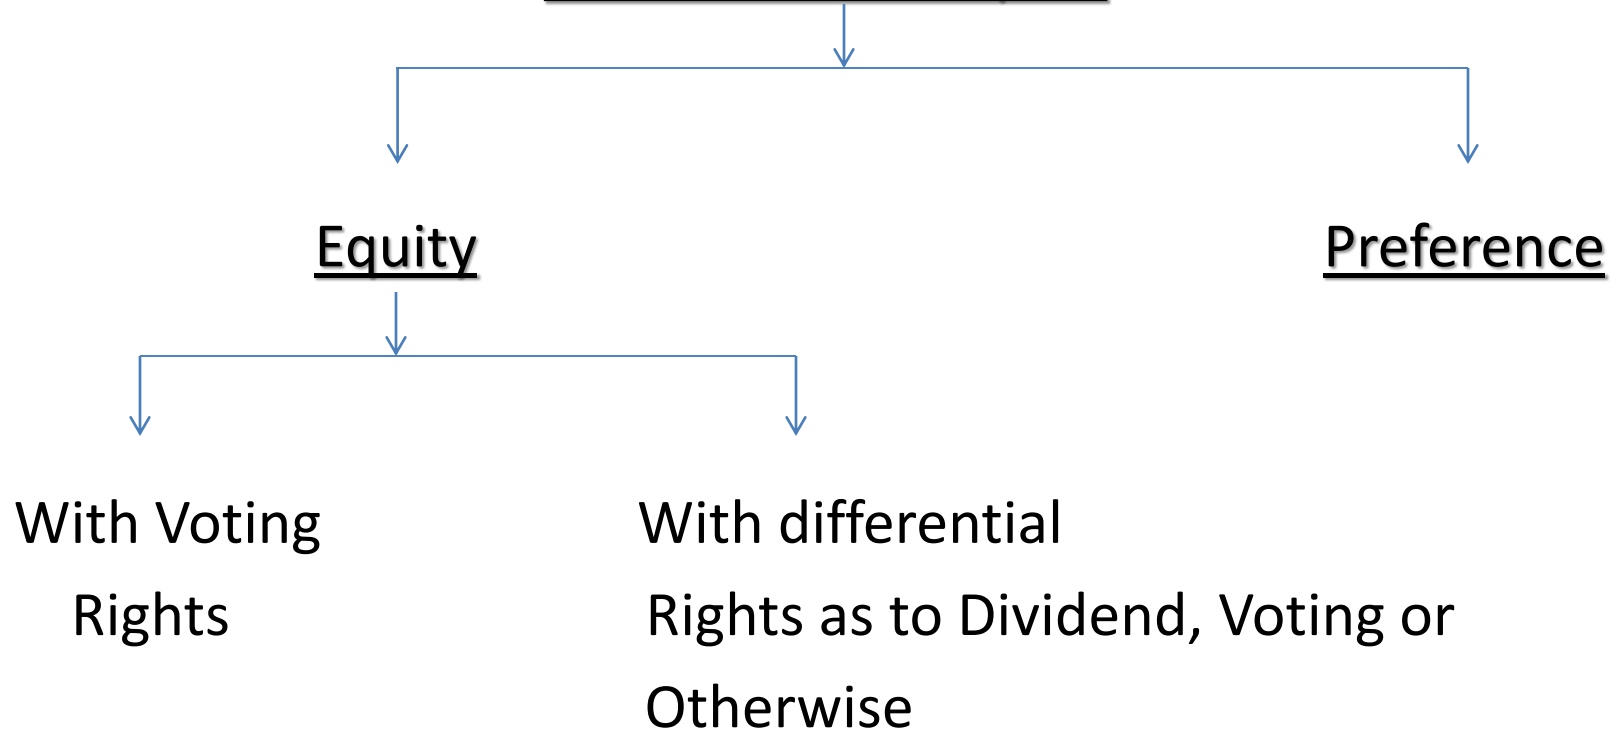 Equity
Preference
With Voting
Rights
With differential
Rights as to Dividend, Voting or
Otherwise